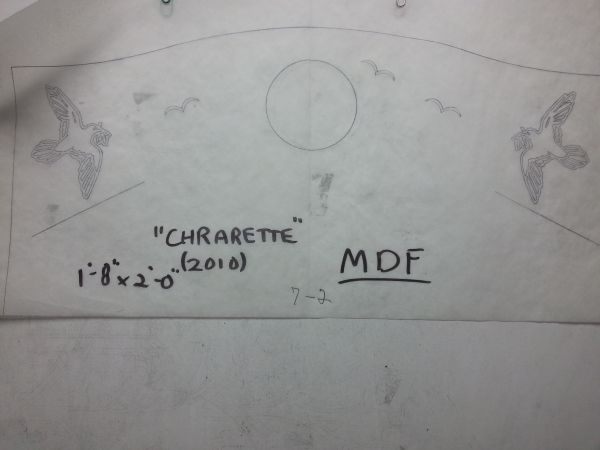 "CHRARETTE"
(2010)
1'-8" x 2'-0"
MDF
7-2